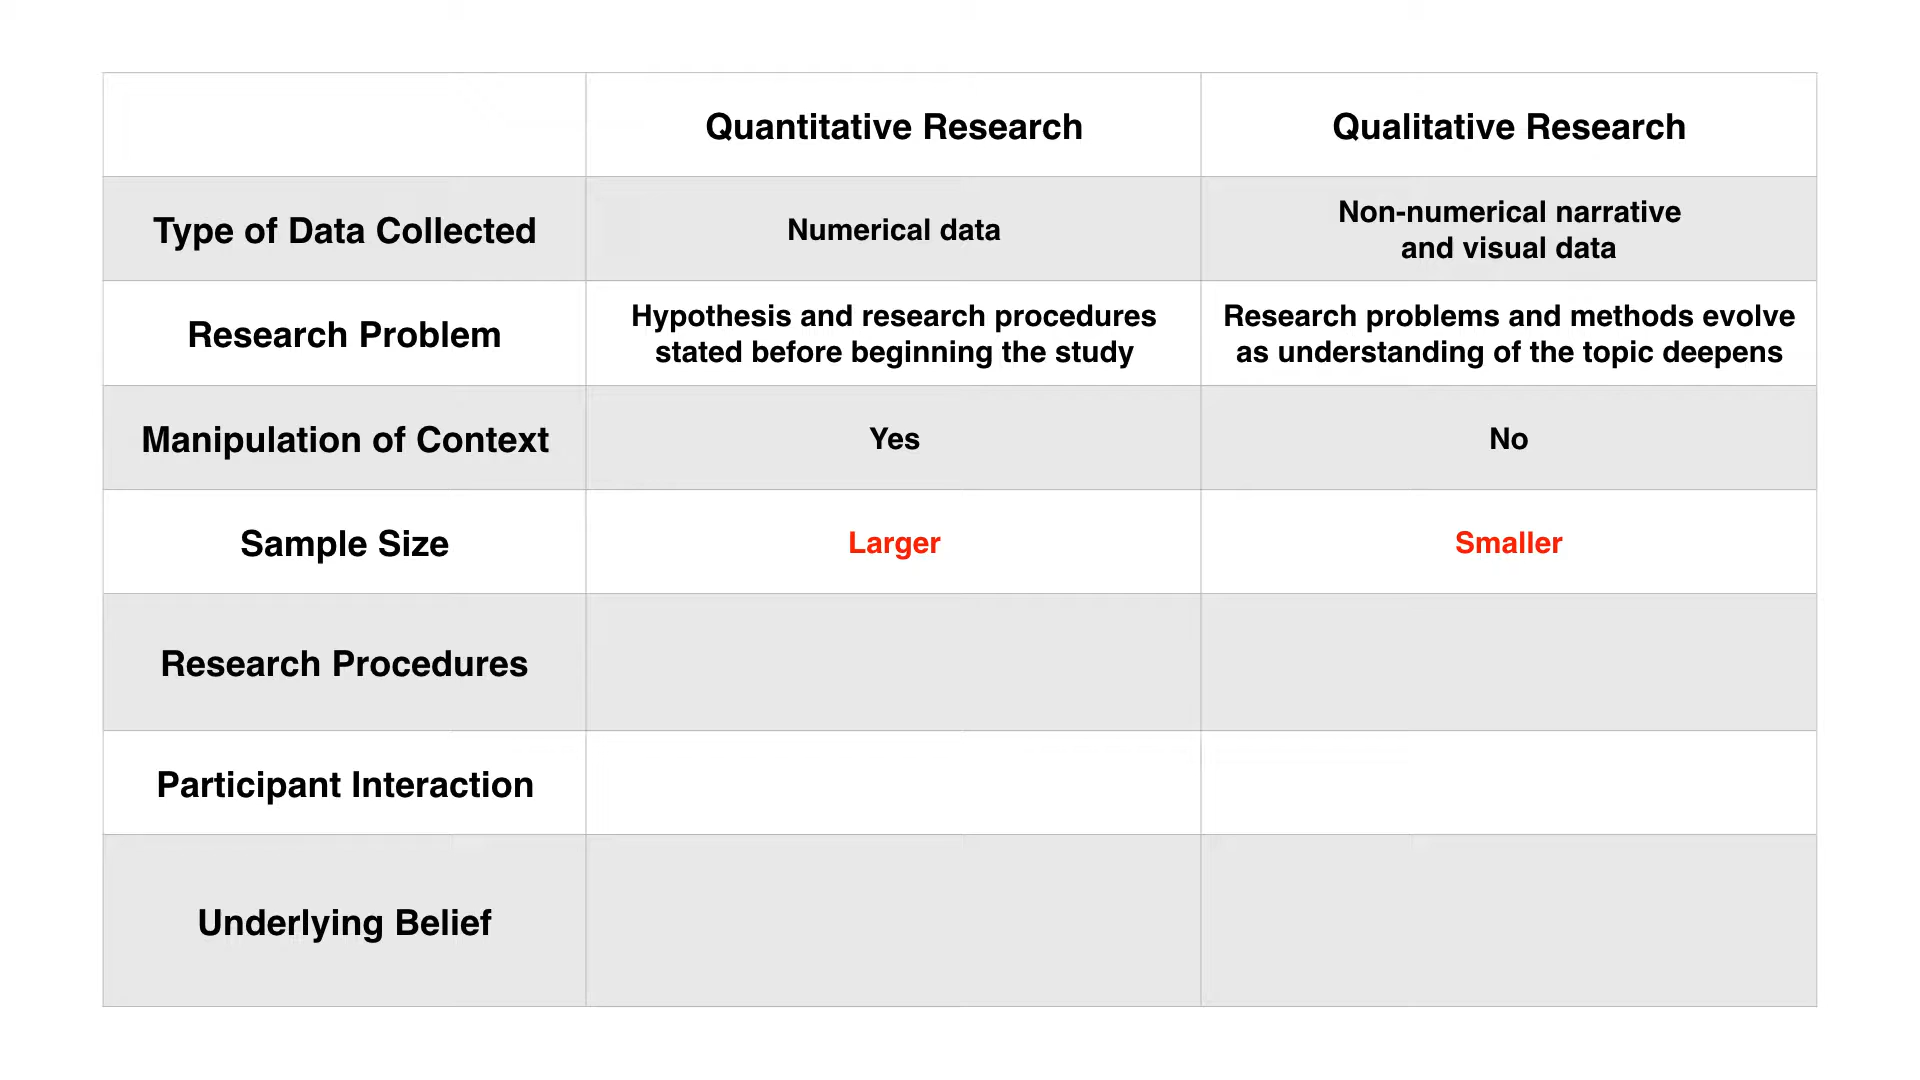 Quantitative Research
Qualitative Research
Type of Data Collected
Numerical data
Non-numerical narrative
and visual data
Research Problem
Hypothesis and research procedures
stated before beginning the study
Research problems and methods evolve
as understanding of the topic deepens
Manipulation of Context
Yes
No
Sample Size
Larger
Smaller
Research Procedures
Participant Interaction
Underlying Belief